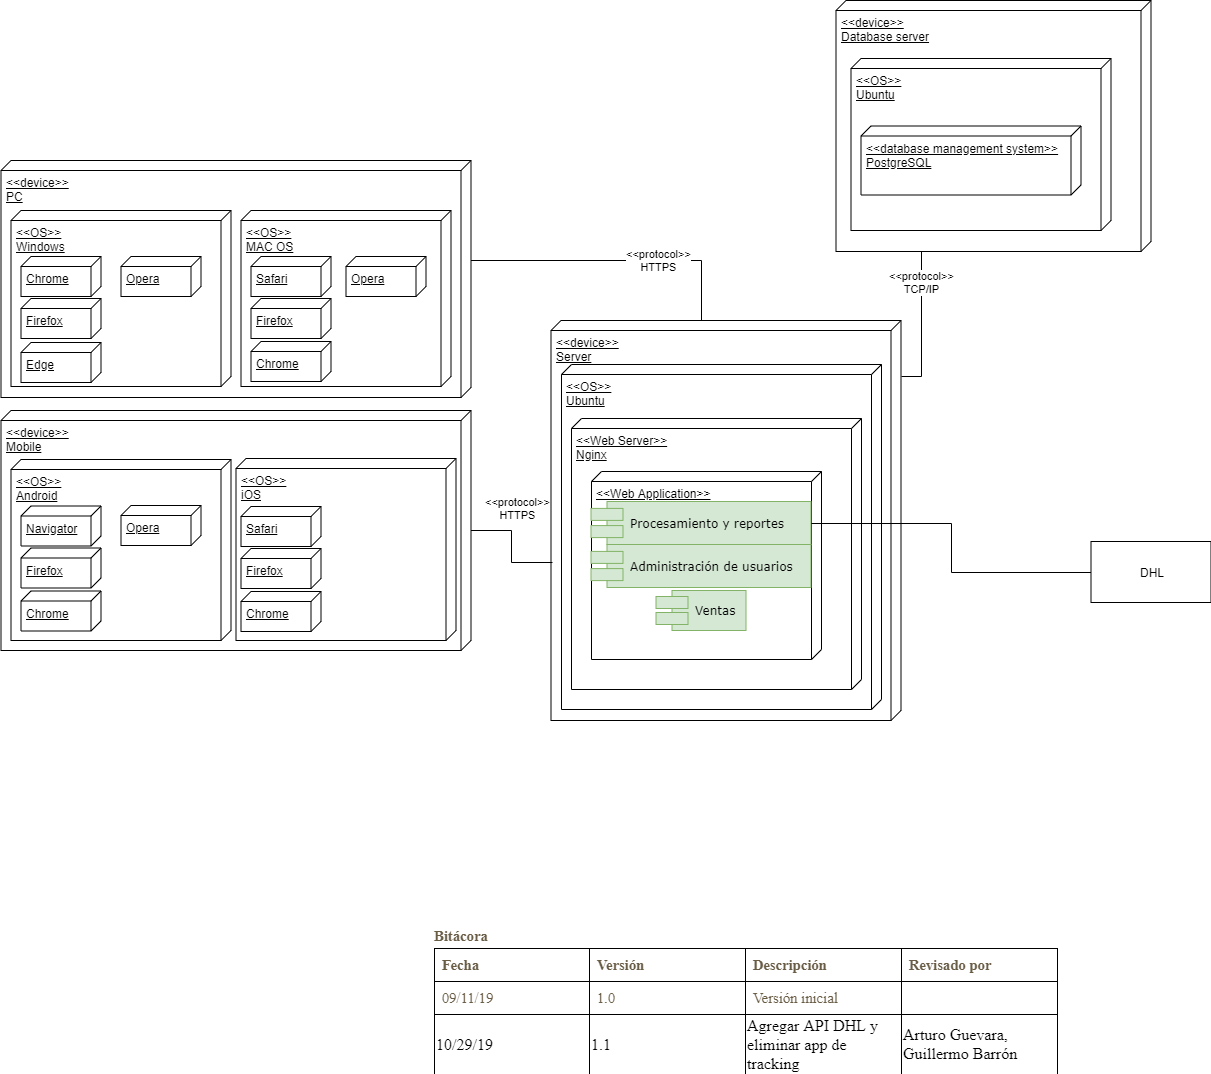 <<device>>
Database server
<<OS>>
Ubuntu
<<database management system>>
PostgreSQL
<<device>>
PC
<<OS>>
Windows
Chrome
Opera
Firefox
Edge
<<OS>>
MAC OS
Safari
Opera
Firefox
Chrome
<<protocol>>
HTTPS
<<protocol>>
TCP/IP
<<device>>
Mobile
<<OS>>
Android
Navigator
Opera
Firefox
Chrome
<<OS>>
iOS
Safari
Firefox
Chrome
<<protocol>>
HTTPS
<<device>>
Server
<<OS>>
Ubuntu
<<Web Server>>
Nginx
<<Web Application>>
Procesamiento y reportes
Administración de usuarios
Ventas
DHL
Bitácora
Fecha Versión Descripción Revisado por
09/11/19 1.0 Versión inicial
10/29/19 1.1 Agregar API DHL y
eliminar app de
tracking
Arturo Guevara,
Guillermo Barrón